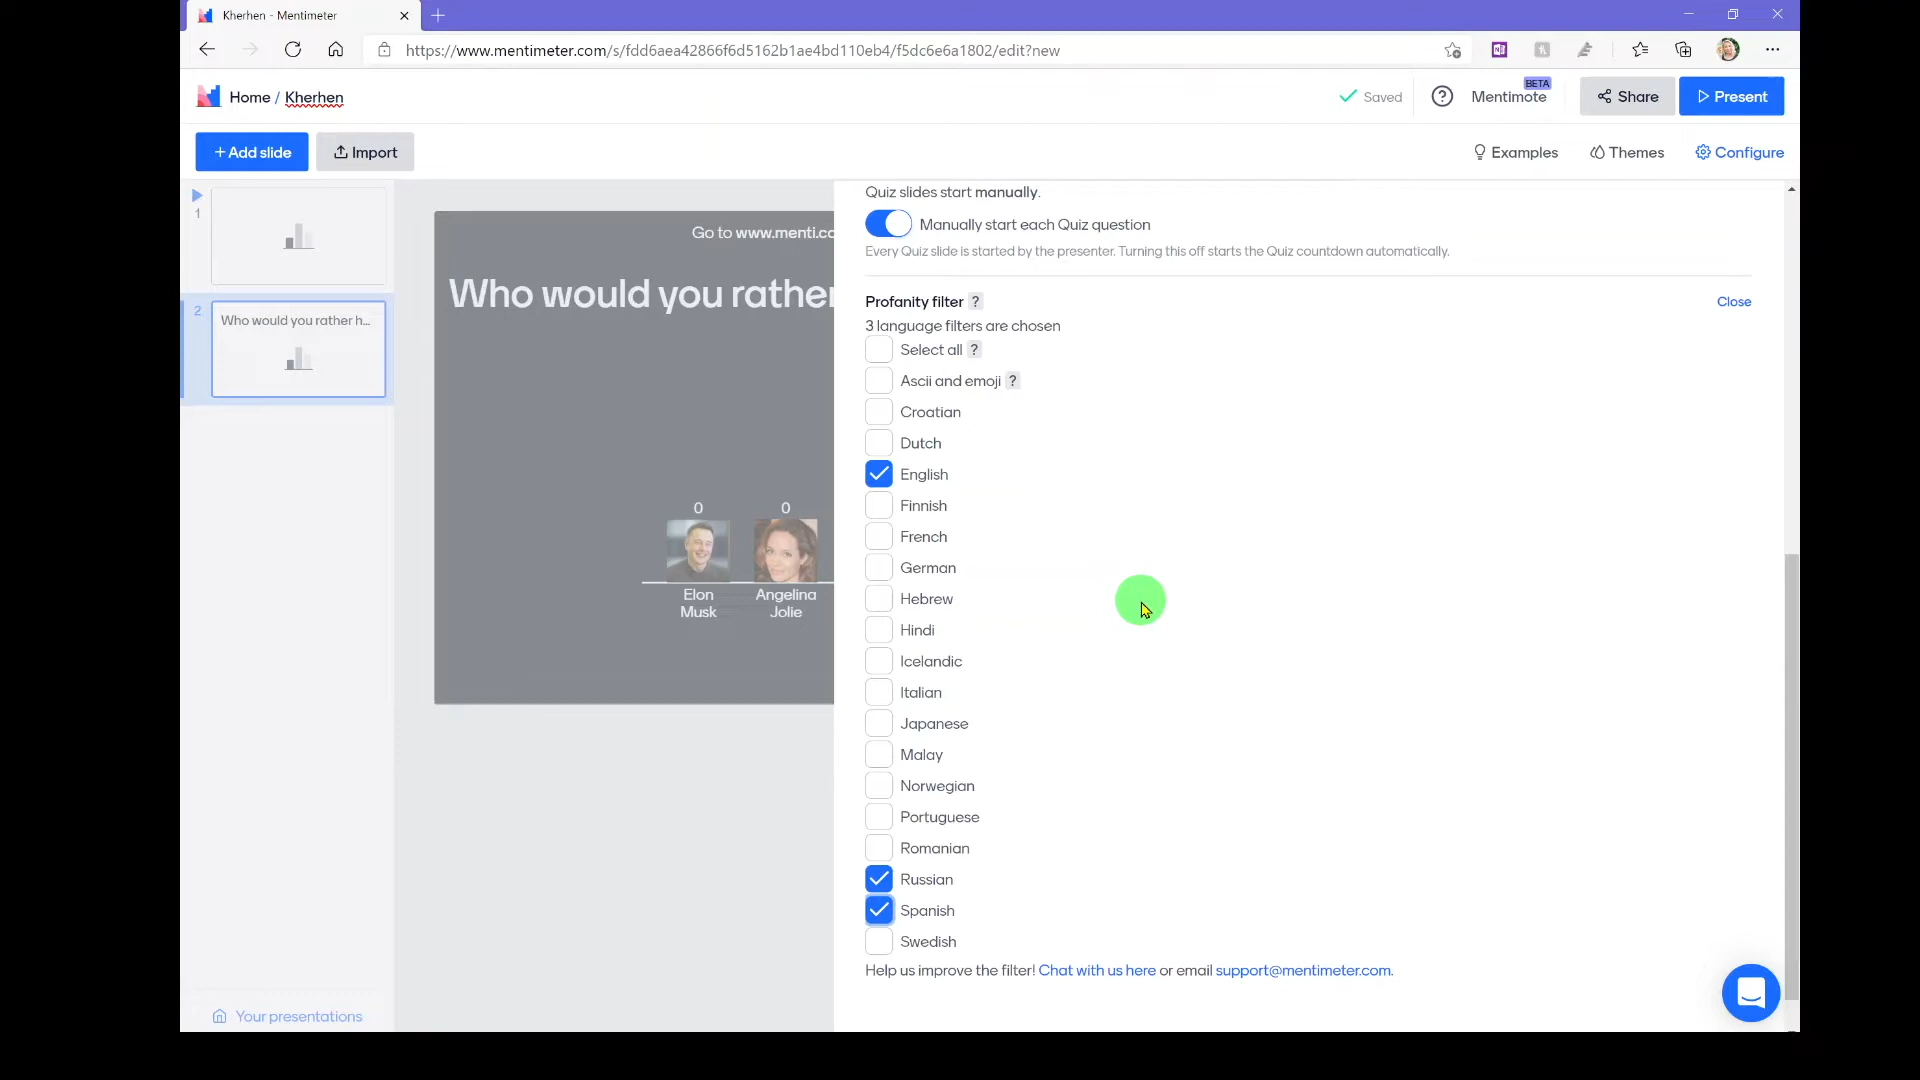 Kherhen - Mentimeter
https://www.mentimeter.com/s/fdd6aea42866f6d5162b1ae4bd110eb4/f5dc6e6a1802/edit?new
Home / Kherhen
Saved
?
Mentimote
BETA
Share
Present
+ Add slide
Import
Examples
Themes
Configure
1
2
Who would you rather h...
Your presentations
Go to www.menti.co
Who would you rather
0
0
Elon
Musk
Angelina
Jolie
Quiz slides start manually.
Manually start each Quiz question
Every Quiz slide is started by the presenter. Turning this off starts the Quiz countdown automatically.
Profanity filter ?
Close
3 language filters are chosen
Select all ?
Ascii and emoji ?
Croatian
Dutch
English
Finnish
French
German
Hebrew
Hindi
Icelandic
Italian
Japanese
Malay
Norwegian
Portuguese
Romanian
Russian
Spanish
Swedish
Help us improve the filter! Chat with us here or email support@mentimeter.com.